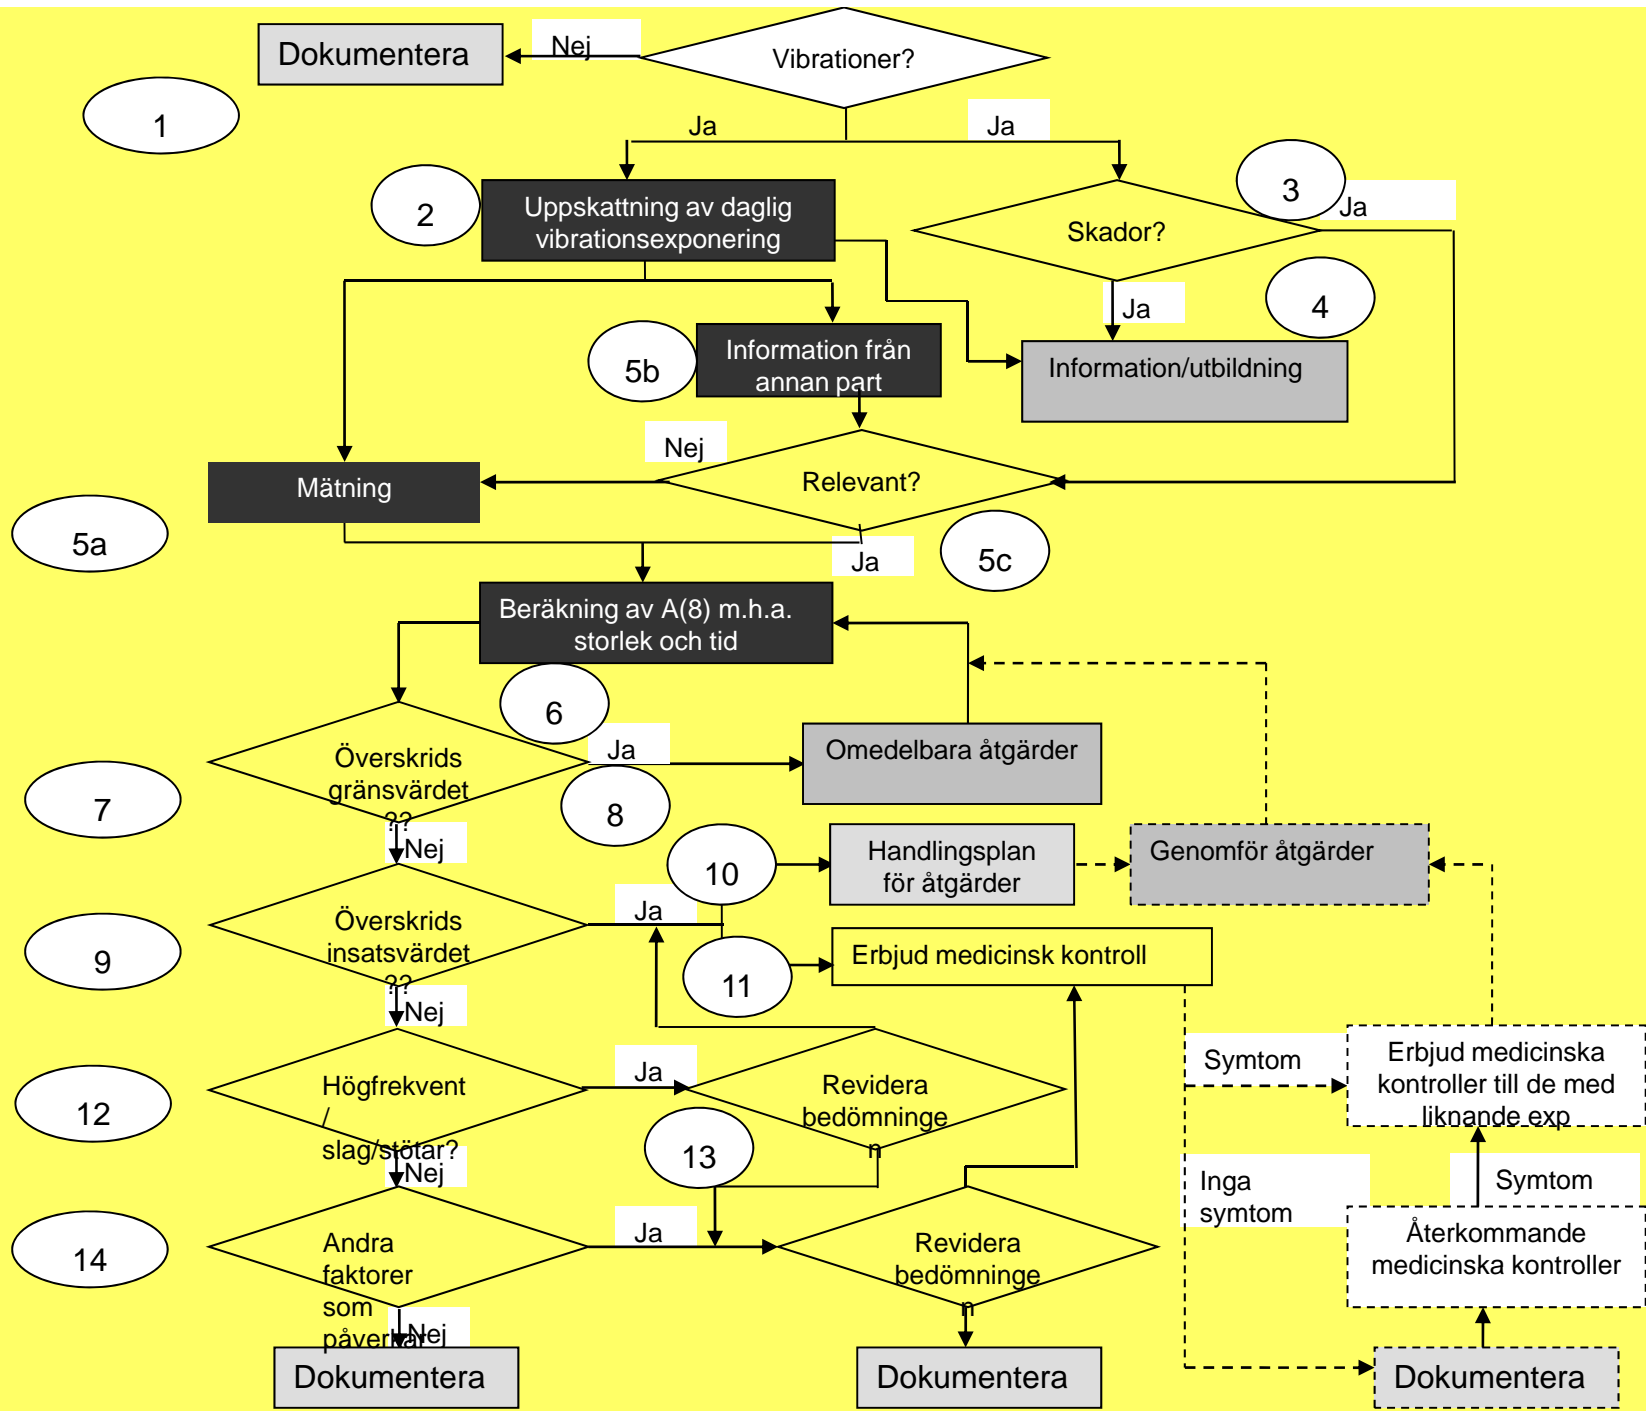 Dokumentera
Nej
Vibrationer?
1
Ja
Ja
2
Uppskattning av daglig
vibrationsexponering
3
Ja
Skador?
4
Ja
5b
Information från
annan part
Information/utbildning
Nej
Mätning
Relevant?
5a
5c
Ja
Beräkning av A(8) m.h.a.
storlek och tid
6
Överskrids
gränsvärdet
??
Ja
Omedelbara åtgärder
7
8
Nej
10
Handlingsplan
för åtgärder
Genomför åtgärder
Överskrids
insatsvärdet
??
Ja
9
11
Erbjud medicinsk kontroll
Nej
12
Högfrekvent
/
slag/stötar?
Ja
Revidera
bedömninge
n
Symtom
Erbjud medicinska
kontroller till de med
liknande exp
13
Nej
Inga
symtom
Symtom
14
Andra
faktorer
som
påverkar
Ja
Revidera
bedömninge
n
Återkommande
medicinska kontroller
Nej
Dokumentera
Dokumentera
Dokumentera